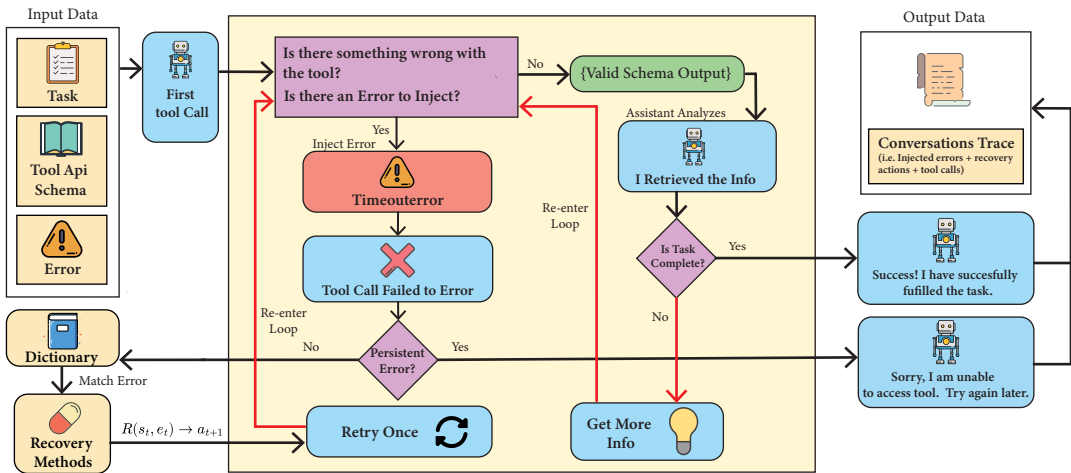 Input Data
Task
Tool Api
Schema
Error
First
tool Call
Is there something wrong with
the tool?
Is there an Error to Inject?
No
{Valid Schema Output}
Yes
Inject Error
Timeouterror
Tool Call Failed to Error
Re-enter
Loop
Persistent
Error?
No
Yes
Retry Once
Assistant Analyzes
I Retrieved the Info
Re-enter
Loop
Is Task
Complete?
Yes
No
Get More
Info
Dictionary
Match Error
Recovery
Methods
R(s_t, e_t) → a_{t+1}
Output Data
Conversations Trace
(i.e. Injected errors + recovery
actions + tool calls)
Success! I have succesfully
fufilled the task.
Sorry, I am unable
to access tool. Try again later.